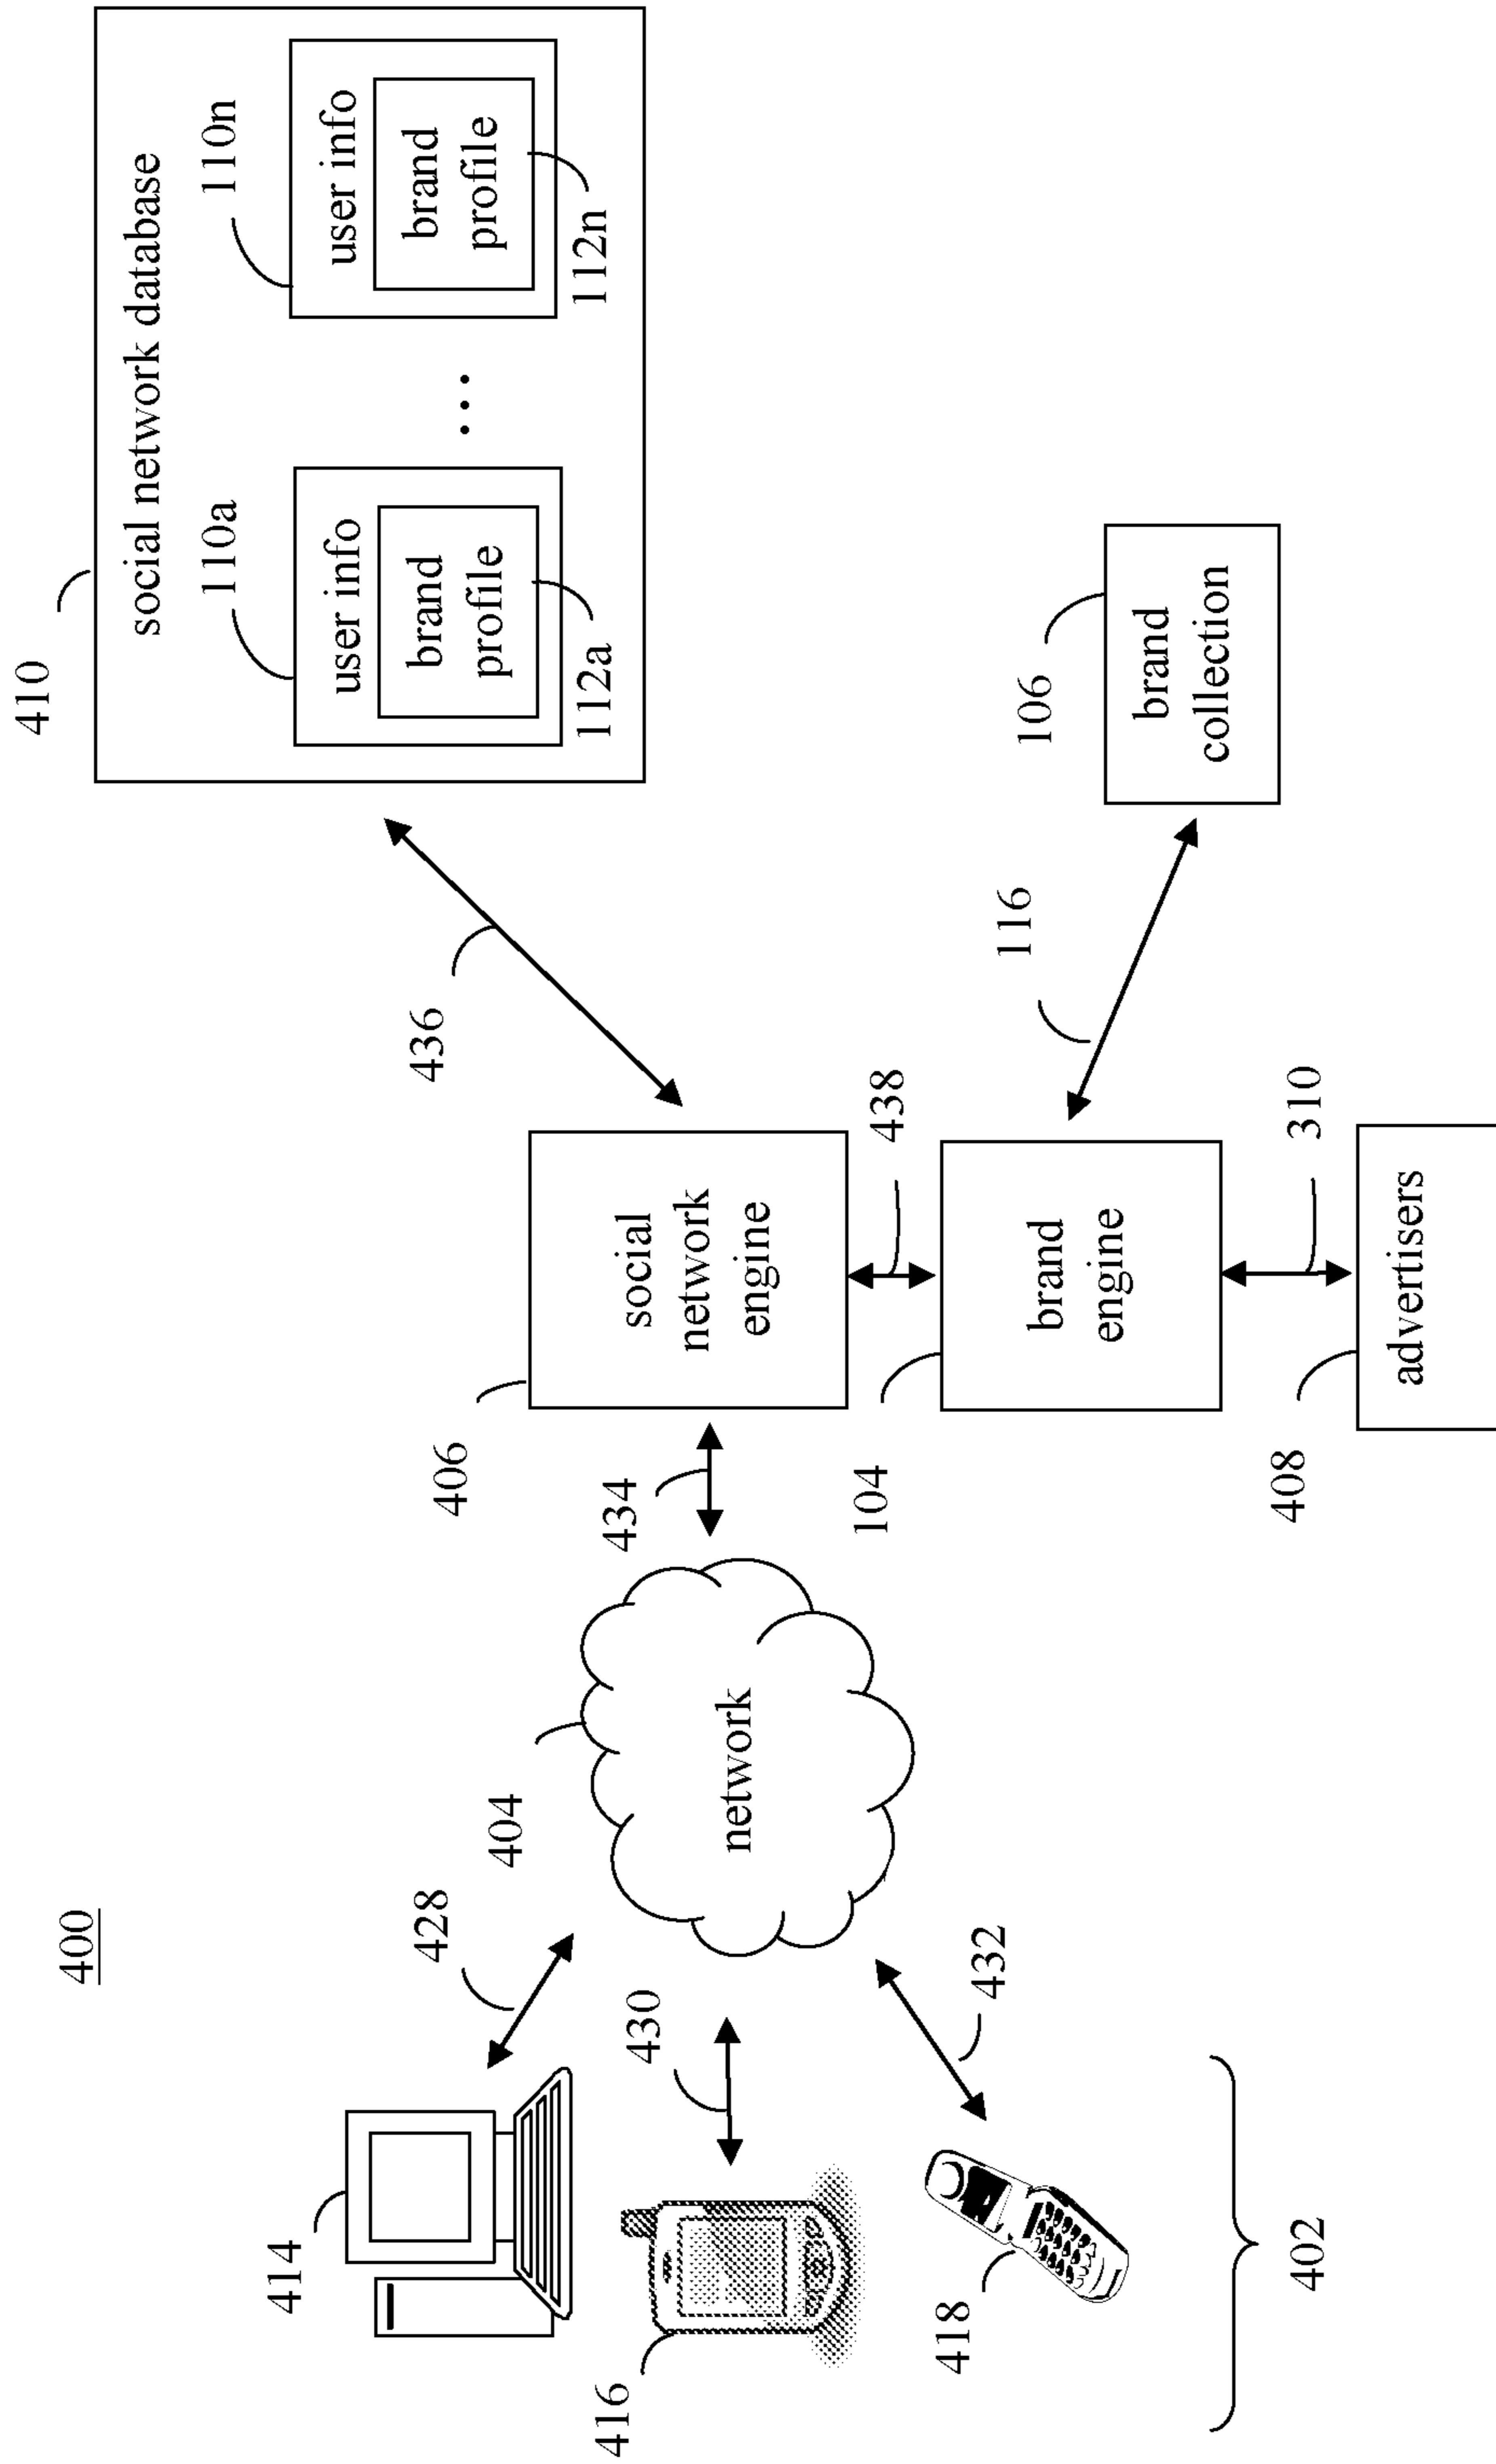 400
410
social network database
110a
110n
user info
user info
brand
profile
brand
profile
...
112a
112n
414
428
404
406
436
social
network
engine
434
430
network
416
438
104
116
106
brand
collection
brand
engine
418
432
408
310
advertisers
402